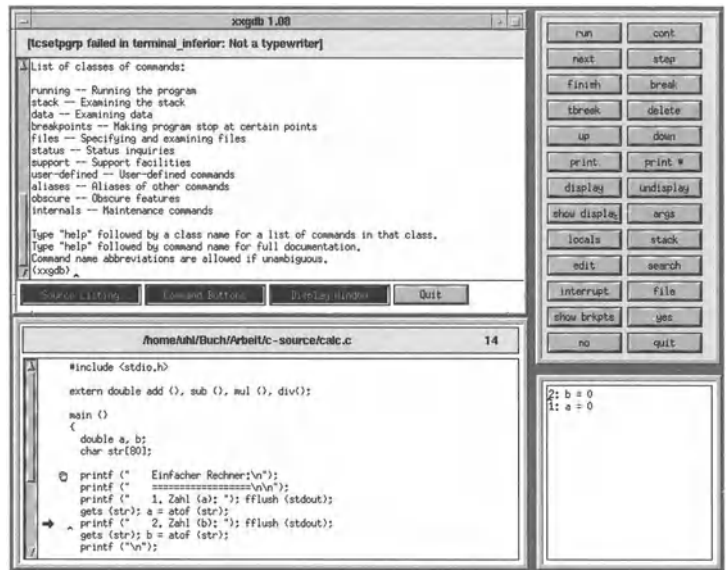 xxgdb 1.08
[tcsetpgrp failed in terminal_inferior: Not a typewriter]
List of classes of commands:
running -- Running the program
stack -- Examining the stack
data -- Examining data
breakpoints -- Making program stop at certain points
files -- Specifying and examining files
status -- Status inquiries
support -- Support facilities
user-defined -- User-defined commands
aliases -- Aliases of other commands
obscure -- Obscure features
internals -- Maintenance commands
Type "help" followed by a class name for a list of commands in that class.
Type "help" followed by command name for full documentation.
Command name abbreviations are allowed if unambiguous.
(xxgdb)
Source Listing Command Buttons Display Window Quit
/home/uhl/Buch/Arbeit/c-source/calc.c 14
#include <stdio.h>
extern double add (), sub (), mul (), div();
main ()
{
double a, b;
char str[80];
printf ("    Einfacher Rechner:\n");
printf ("    =================\n\n");
printf ("    1. Zahl (a): "); fflush (stdout);
gets (str); a = atof (str);
printf ("    2. Zahl (b): "); fflush (stdout);
gets (str); b = atof (str);
printf ("\n");
run cont
next step
finish break
tbreak delete
up down
print print *
display undisplay
show display args
locals stack
edit search
interrupt file
show brkpts yes
no quit
2: b = 0
1: a = 0